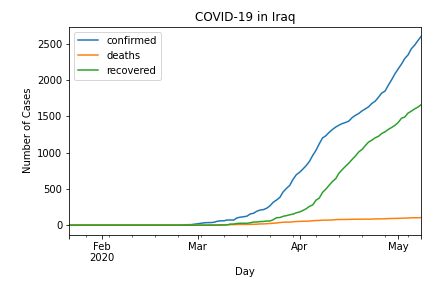 COVID-19 in Iraq
confirmed
deaths
recovered
Number of Cases
2500
2000
1500
1000
500
0
Feb
2020
Mar
Apr
May
Day